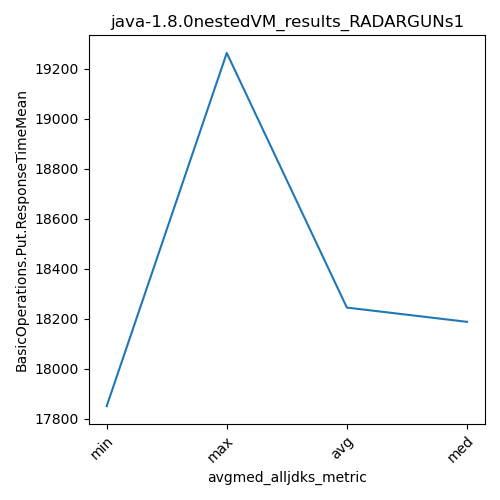 java-1.8.0nestedVM_results_RADARGUNs1
BasicOperations.Put.ResponseTimeMean
19200
19000
18800
18600
18400
18200
18000
17800
min
max
avg
med
avgmed_alljdks_metric